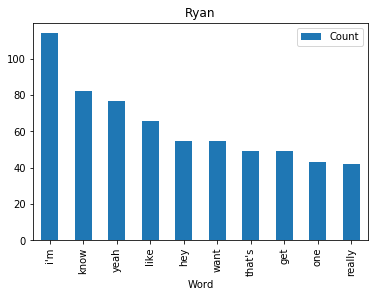 Ryan
Count
100
80
60
40
20
0
i'm
know
yeah
like
hey
want
that's
get
one
really
Word